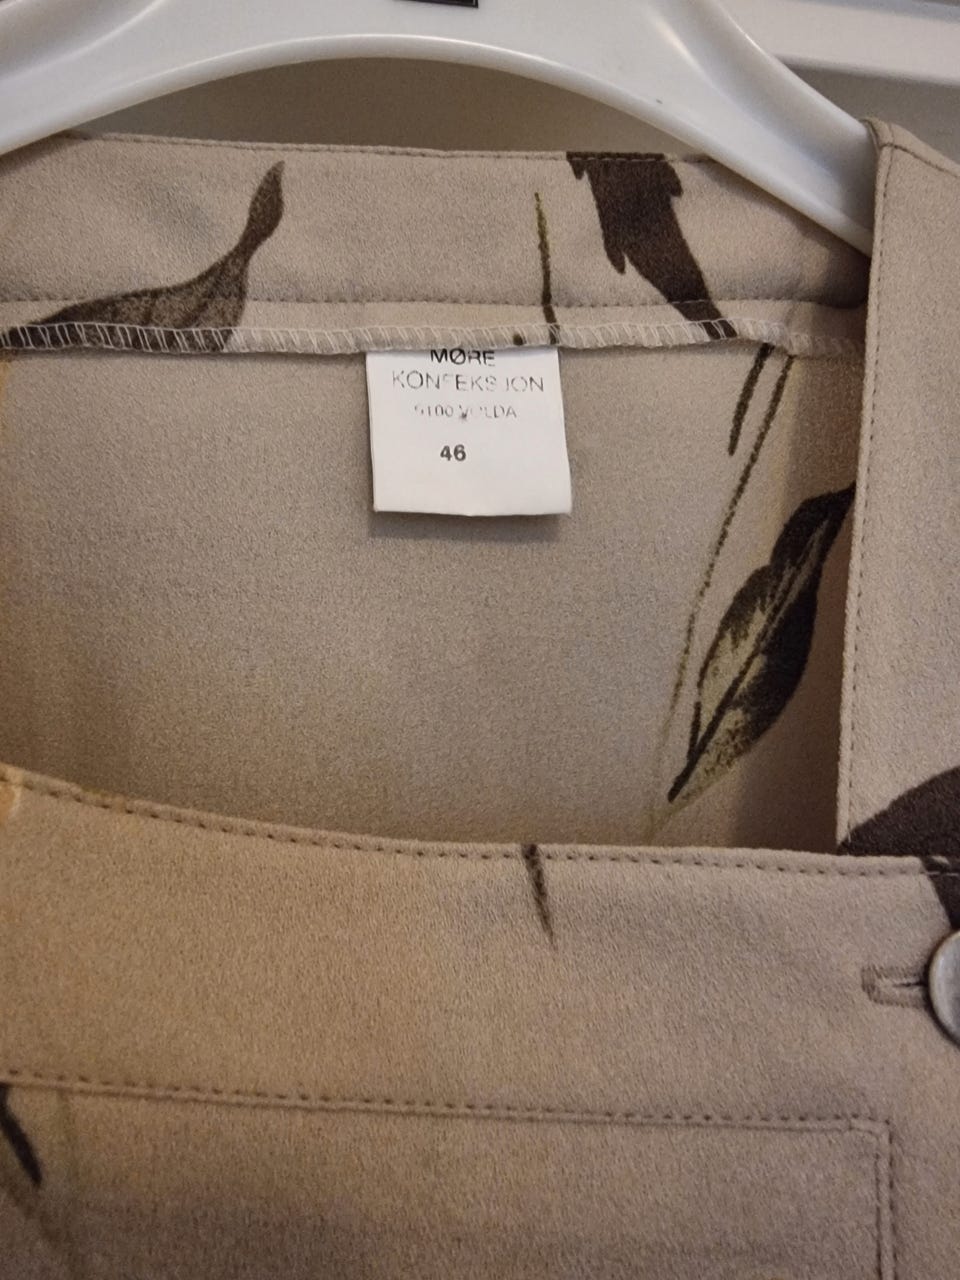 MØRE
KONFEKSJON
6100 VOLDA
46